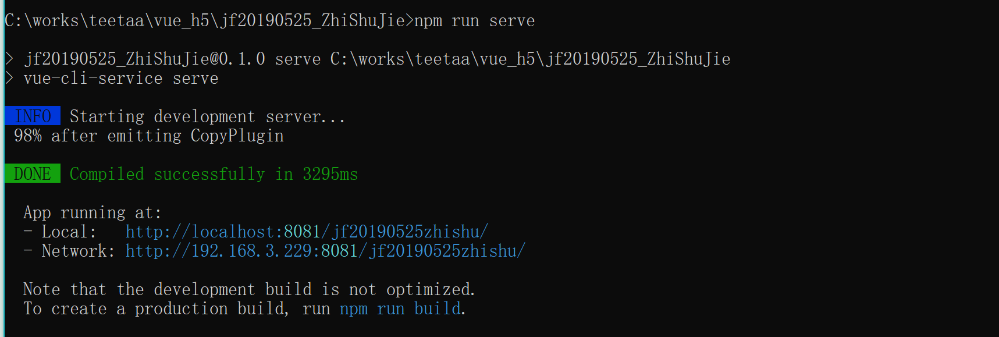 C:\works\teetaa\vue_h5\jf20190525_ZhiShuJie>npm run serve
> jf20190525_ZhiShuJie@0.1.0 serve C:\works\teetaa\vue_h5\jf20190525_ZhiShuJie
> vue-cli-service serve
INFO Starting development server...
98% after emitting CopyPlugin
DONE Compiled successfully in 3295ms
App running at:
- Local: http://localhost:8081/jf20190525zhishu/
- Network: http://192.168.3.229:8081/jf20190525zhishu/
Note that the development build is not optimized.
To create a production build, run npm run build.